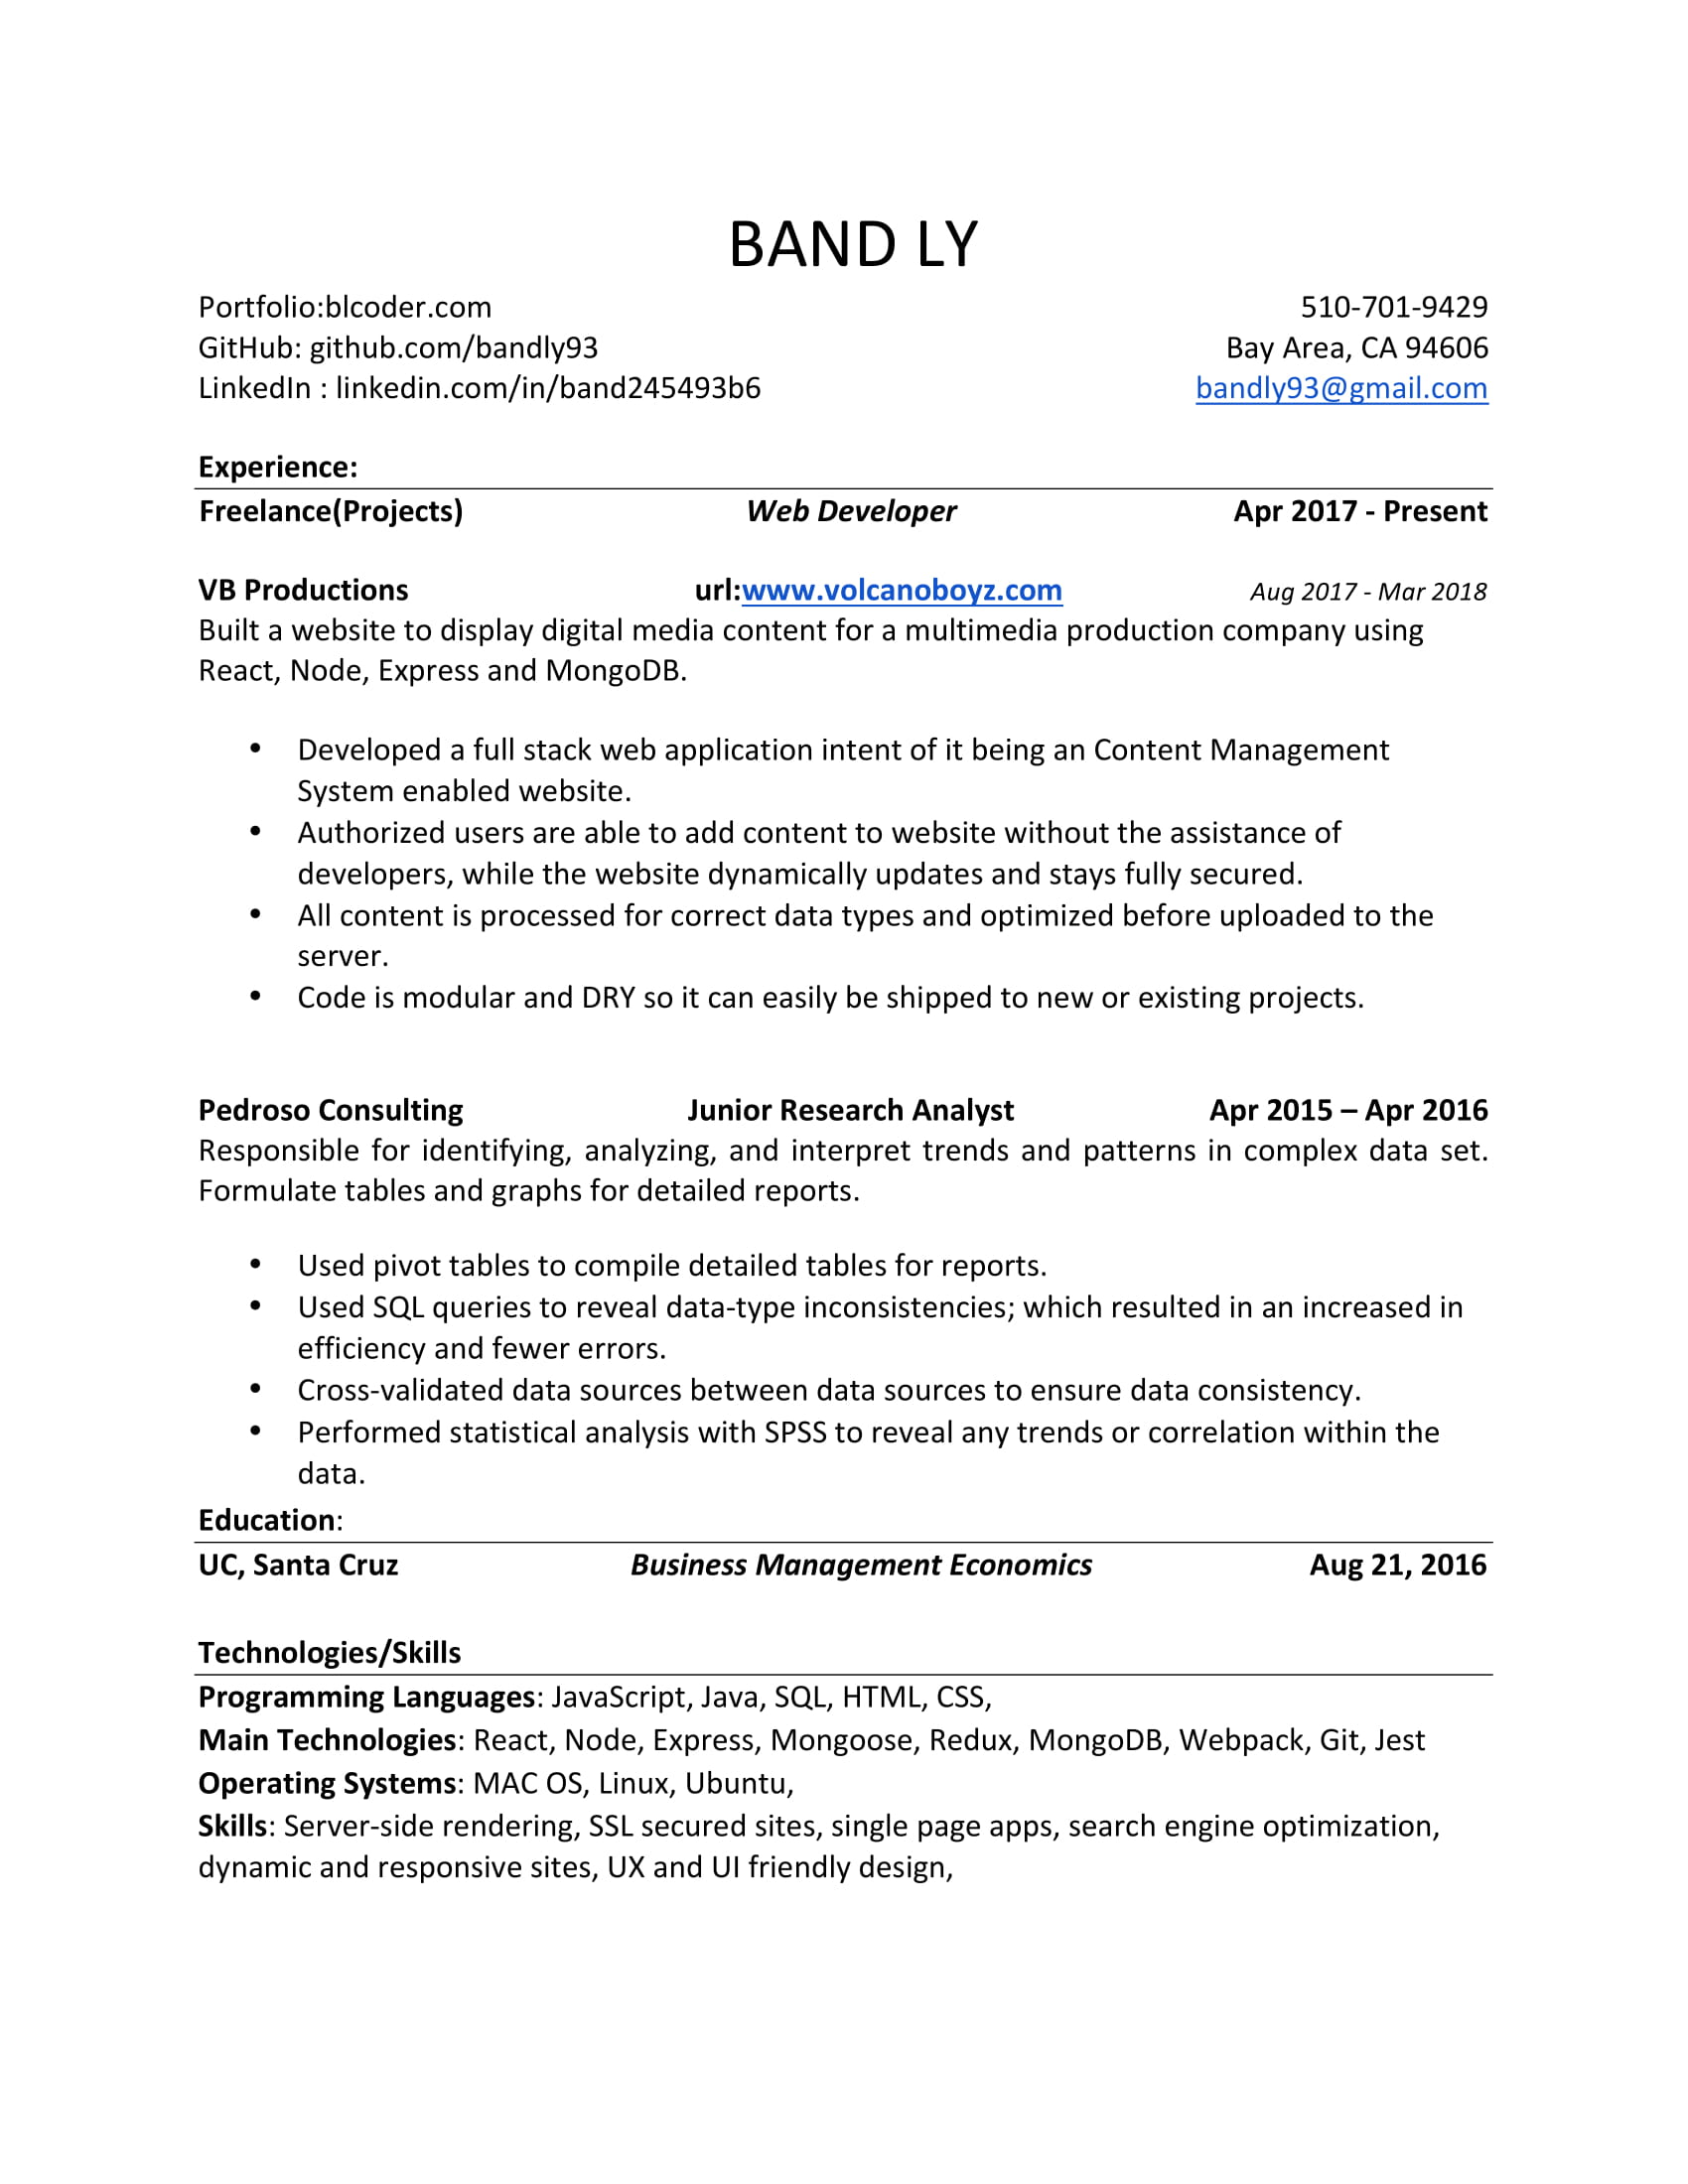 BAND LY
Portfolio:blcoder.com 510-701-9429
GitHub: github.com/bandly93 Bay Area, CA 94606
LinkedIn : linkedin.com/in/band245493b6 bandly93@gmail.com
Experience:
Freelance(Projects) Web Developer Apr 2017 - Present
VB Productions url:www.volcanoboyz.com Aug 2017 - Mar 2018
Built a website to display digital media content for a multimedia production company using
React, Node, Express and MongoDB.
• Developed a full stack web application intent of it being an Content Management
System enabled website.
• Authorized users are able to add content to website without the assistance of
developers, while the website dynamically updates and stays fully secured.
• All content is processed for correct data types and optimized before uploaded to the
server.
• Code is modular and DRY so it can easily be shipped to new or existing projects.
Pedroso Consulting Junior Research Analyst Apr 2015 – Apr 2016
Responsible for identifying, analyzing, and interpret trends and patterns in complex data set.
Formulate tables and graphs for detailed reports.
• Used pivot tables to compile detailed tables for reports.
• Used SQL queries to reveal data-type inconsistencies; which resulted in an increased in
efficiency and fewer errors.
• Cross-validated data sources between data sources to ensure data consistency.
• Performed statistical analysis with SPSS to reveal any trends or correlation within the
data.
Education:
UC, Santa Cruz Business Management Economics Aug 21, 2016
Technologies/Skills
Programming Languages: JavaScript, Java, SQL, HTML, CSS,
Main Technologies: React, Node, Express, Mongoose, Redux, MongoDB, Webpack, Git, Jest
Operating Systems: MAC OS, Linux, Ubuntu,
Skills: Server-side rendering, SSL secured sites, single page apps, search engine optimization,
dynamic and responsive sites, UX and UI friendly design,